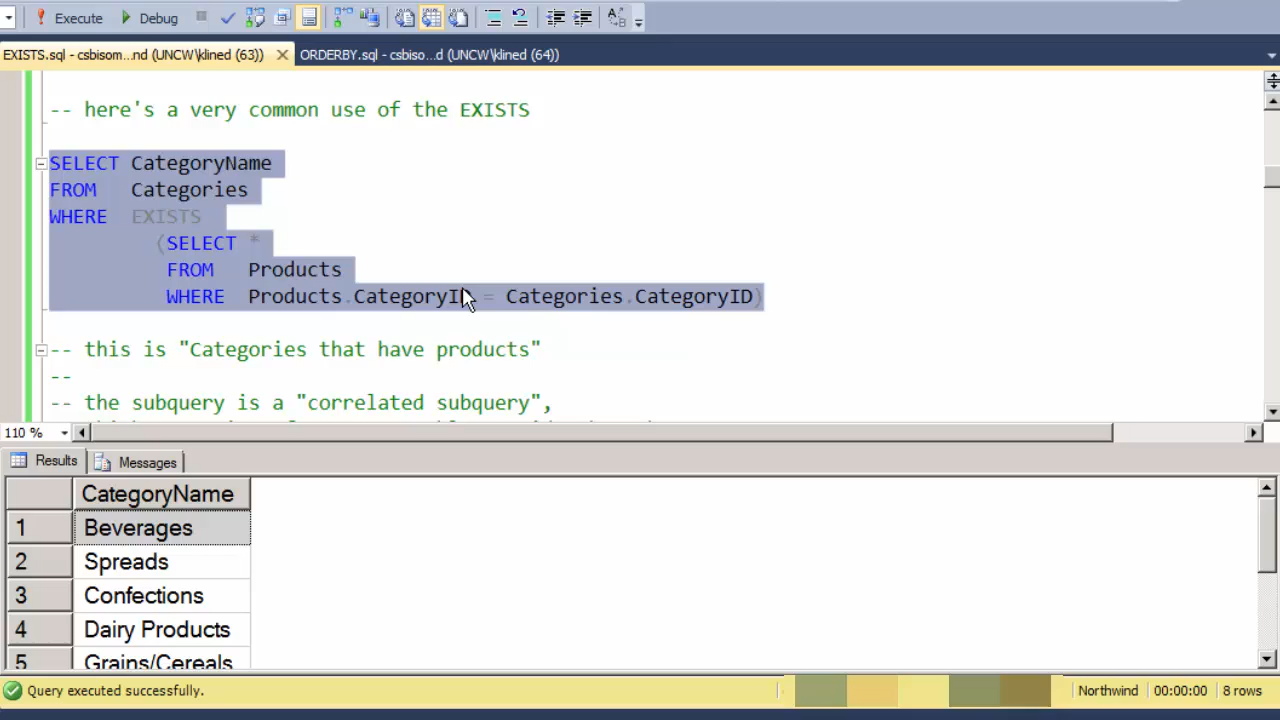 Execute Debug
EXISTS.sql - csbisom...nd (UNCW\klined (63)) ORDERBY.sql - csbiso...d (UNCW\klined (64))
-- here's a very common use of the EXISTS
SELECT CategoryName
FROM Categories
WHERE EXISTS
(SELECT *
FROM Products
WHERE Products.CategoryID = Categories.CategoryID)
-- this is "Categories that have products"
--
-- the subquery is a "correlated subquery",
110 %
Results Messages
CategoryName
1 Beverages
2 Spreads
3 Confections
4 Dairy Products
5 Grains/Cereals
Query executed successfully. Northwind 00:00:00 8 rows